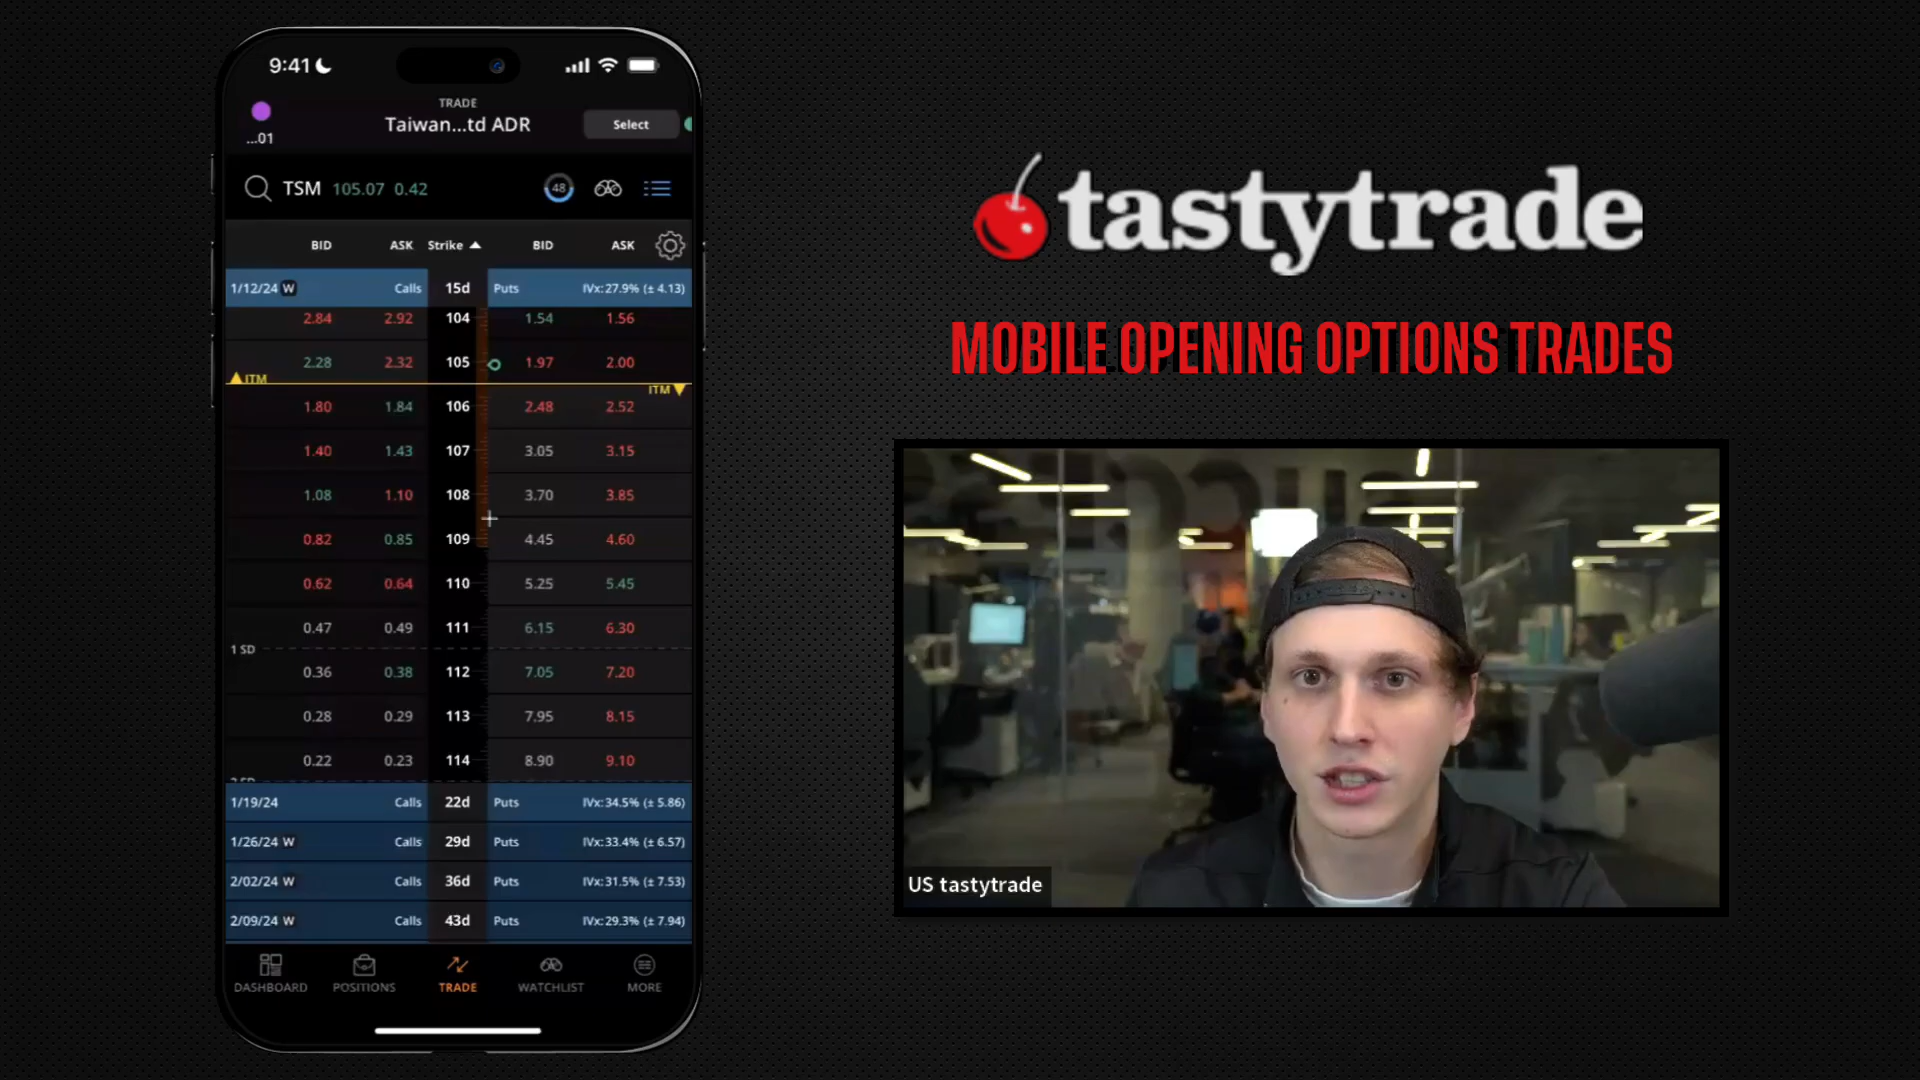 9:41
TRADE
Taiwan...td ADR
Select
...01
TSM 105.07 0.42
48
BID ASK Strike BID ASK
1/12/24 W Calls 15d Puts IVx: 27.9% (± 4.13)
2.84 2.92 104 1.54 1.56
2.28 2.32 105 1.97 2.00
ITM
ITM
1.80 1.84 106 2.48 2.52
1.40 1.43 107 3.05 3.15
1.08 1.10 108 3.70 3.85
0.82 0.85 109 4.45 4.60
0.62 0.64 110 5.25 5.45
0.47 0.49 111 6.15 6.30
1 SD
0.36 0.38 112 7.05 7.20
0.28 0.29 113 7.95 8.15
0.22 0.23 114 8.90 9.10
1/19/24 Calls 22d Puts IVx: 34.5% (± 5.86)
1/26/24 W Calls 29d Puts IVx: 33.4% (± 6.57)
2/02/24 W Calls 36d Puts IVx: 31.5% (± 7.53)
2/09/24 W Calls 43d Puts IVx: 29.3% (± 7.94)
DASHBOARD POSITIONS TRADE WATCHLIST MORE
tastytrade
MOBILE OPENING OPTIONS TRADES
US tastytrade